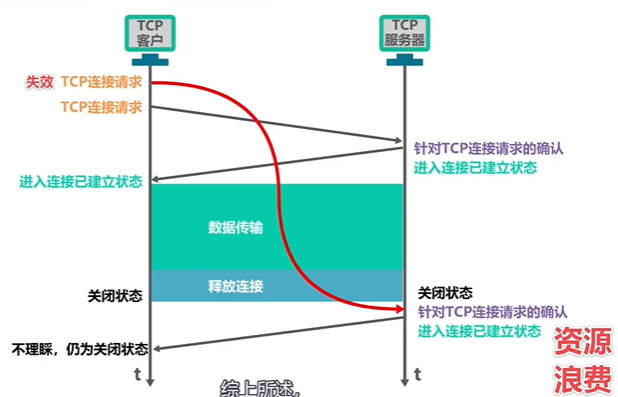 TCP
客户
TCP
服务器
失效 TCP连接请求
TCP连接请求
针对TCP连接请求的确认
进入连接已建立状态
进入连接已建立状态
数据传输
释放连接
关闭状态
关闭状态
针对TCP连接请求的确认
进入连接已建立状态
不理睬，仍为关闭状态
资源
浪费
t
t
综上所述，